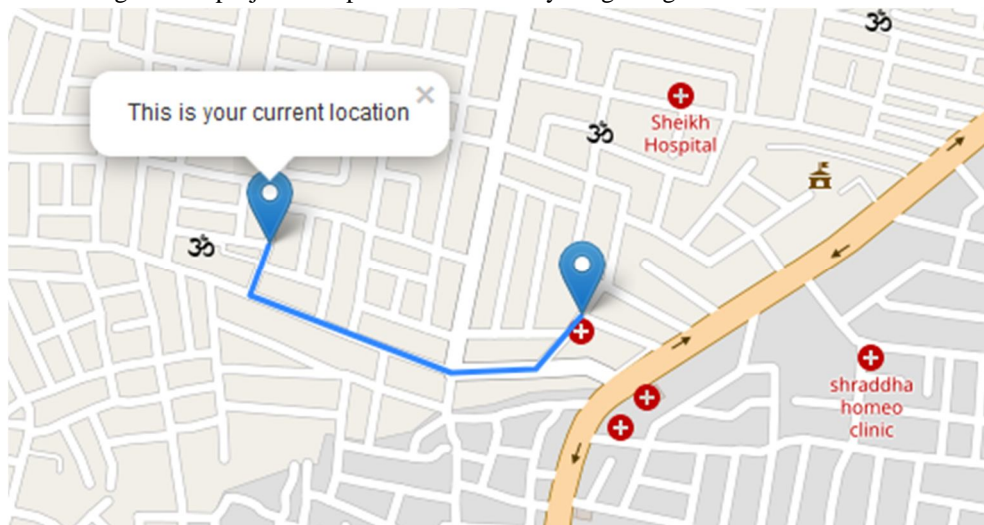 This is your current location
×
ॐ
ॐ
Sheikh
Hospital
ॐ
shraddha
homeo
clinic